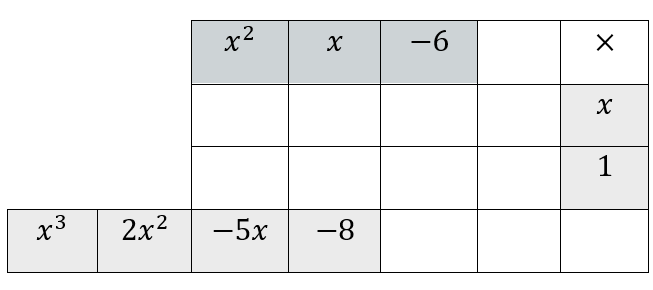 x² x −6 ×
x
1
x³ 2x² −5x −8